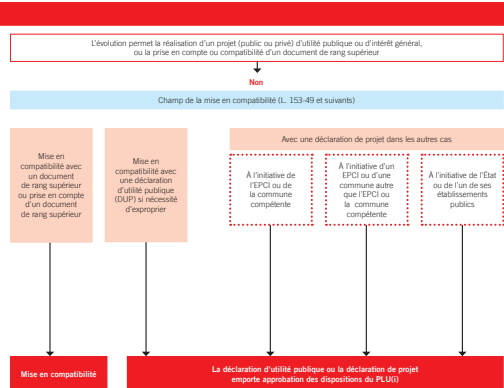 L'évolution permet la réalisation d'un projet (public ou privé) d'utilité publique ou d'intérêt général,
ou la prise en compte ou compatibilité d'un document de rang supérieur
Non
Champ de la mise en compatibilité (L. 153-49 et suivants)
Mise en
compatibilité avec
un document
de rang supérieur
ou prise en compte
d'un document
de rang supérieur
Mise en
compatibilité avec
une déclaration
d'utilité publique
(DUP) si nécessité
d'exproprier
Avec une déclaration de projet dans les autres cas
À l'initiative de
l'EPCI ou de
la commune
compétente
À l'initiative d'un
EPCI ou d'une
commune autre
que l'EPCI ou
la commune
compétente
À l'initiative de l'État
ou de l'un de ses
établissements
publics
Mise en compatibilité
La déclaration d'utilité publique ou la déclaration de projet
emporte approbation des dispositions du PLU(i)